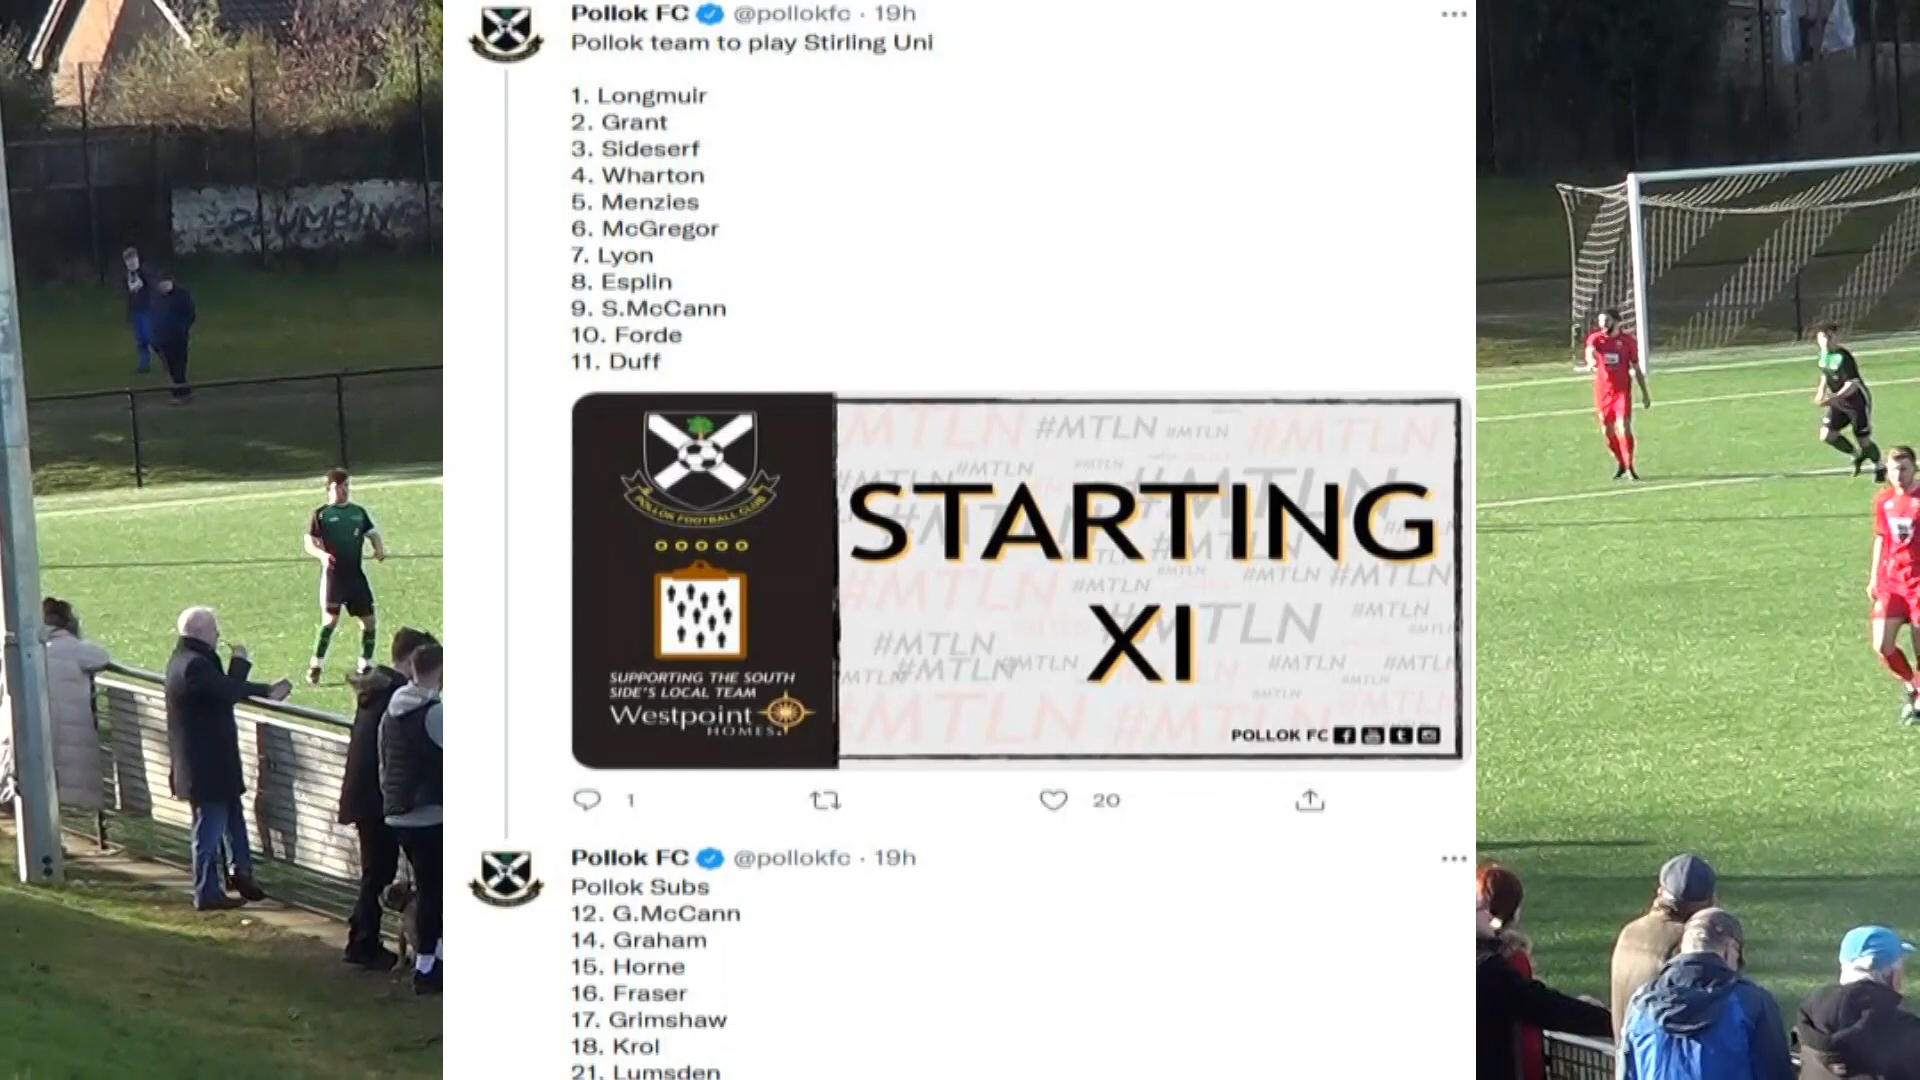 Pollok FC @pollokfc · 19h
Pollok team to play Stirling Uni
1. Longmuir
2. Grant
3. Sideserf
4. Wharton
5. Menzies
6. McGregor
7. Lyon
8. Esplin
9. S.McCann
10. Forde
11. Duff
POLLOK FOOTBALL CLUB
SUPPORTING THE SOUTH
SIDE'S LOCAL TEAM
Westpoint
HOMES
#MTLN
STARTING
XI
POLLOK FC
1
20
Pollok FC @pollokfc · 19h
Pollok Subs
12. G.McCann
14. Graham
15. Horne
16. Fraser
17. Grimshaw
18. Krol
21. Lumsden
PLUMBING